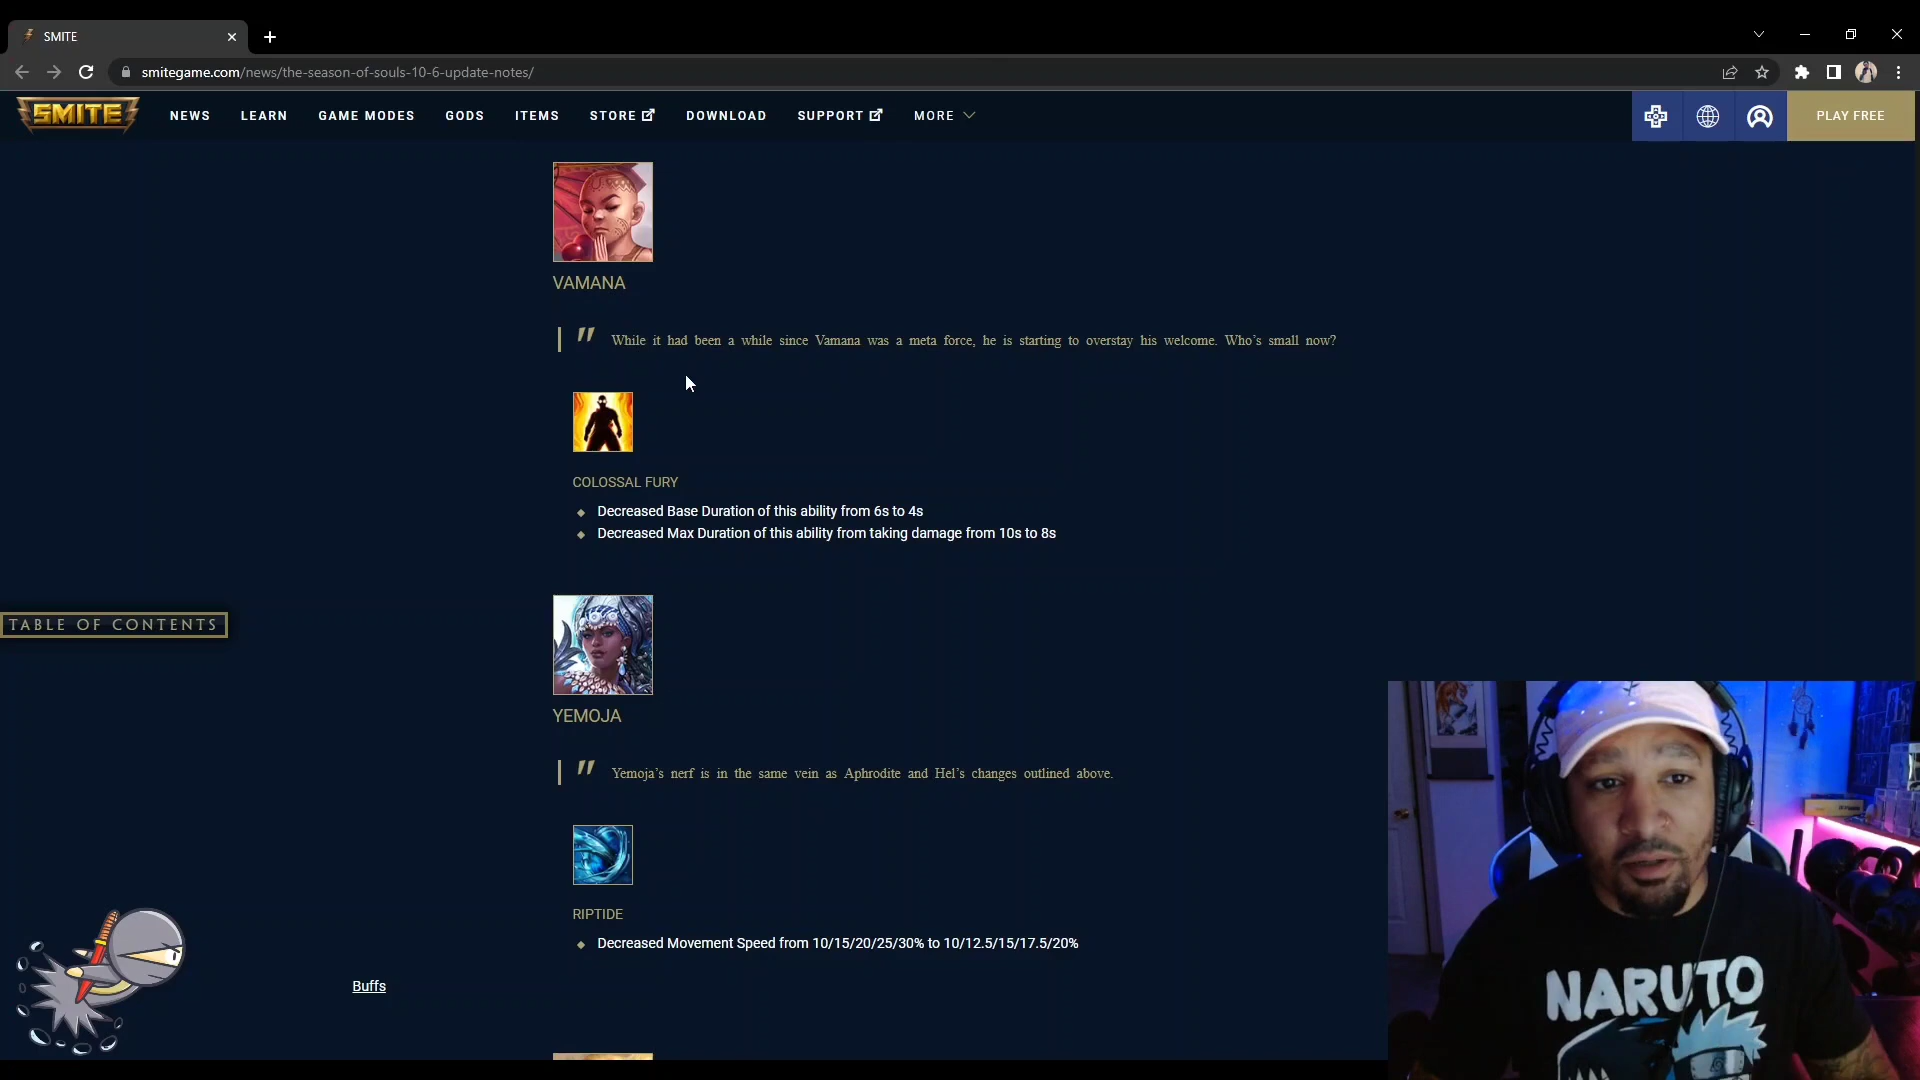 SMITE
smitegame.com/news/the-season-of-souls-10-6-update-notes/
SMITE NEWS LEARN GAME MODES GODS ITEMS STORE DOWNLOAD SUPPORT MORE PLAY FREE
VAMANA
" While it had been a while since Vamana was a meta force, he is starting to overstay his welcome. Who's small now?
COLOSSAL FURY
Decreased Base Duration of this ability from 6s to 4s
Decreased Max Duration of this ability from taking damage from 10s to 8s
TABLE OF CONTENTS
YEMOJA
" Yemoja's nerf is in the same vein as Aphrodite and Hel's changes outlined above.
RIPTIDE
Decreased Movement Speed from 10/15/20/25/30% to 10/12.5/15/17.5/20%
Buffs
NARUTO